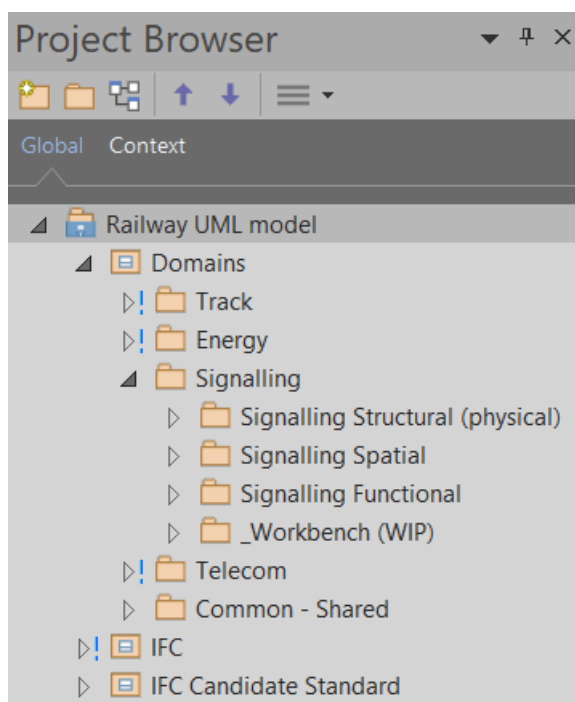 Project Browser
Global Context
Railway UML model
Domains
Track
Energy
Signalling
Signalling Structural (physical)
Signalling Spatial
Signalling Functional
_Workbench (WIP)
Telecom
Common - Shared
IFC
IFC Candidate Standard